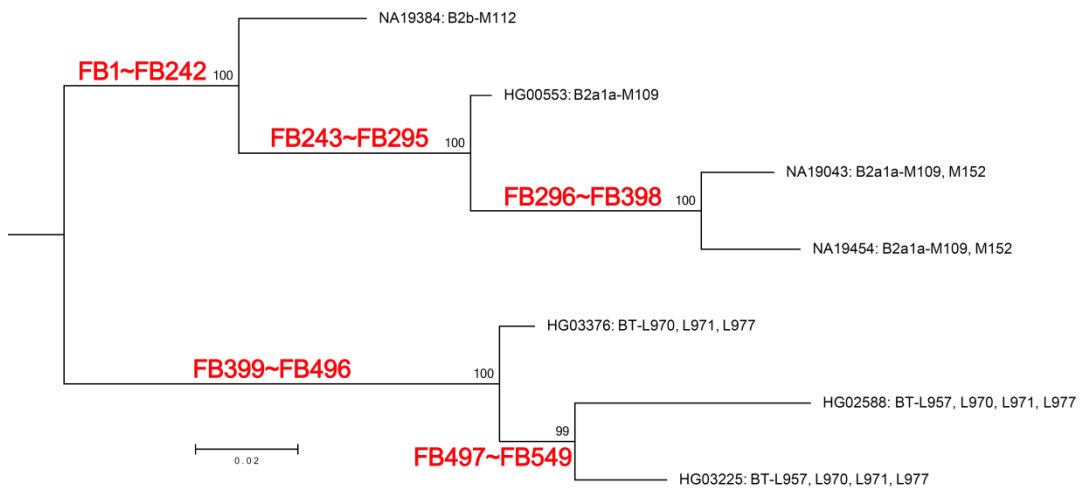 NA19384: B2b-M112
FB1~FB242
100
HG00553: B2a1a-M109
FB243~FB295
100
NA19043: B2a1a-M109, M152
FB296~FB398
100
NA19454: B2a1a-M109, M152
HG03376: BT-L970, L971, L977
FB399~FB496
100
HG02588: BT-L957, L970, L971, L977
99
0.02
FB497~FB549
HG03225: BT-L957, L970, L971, L977